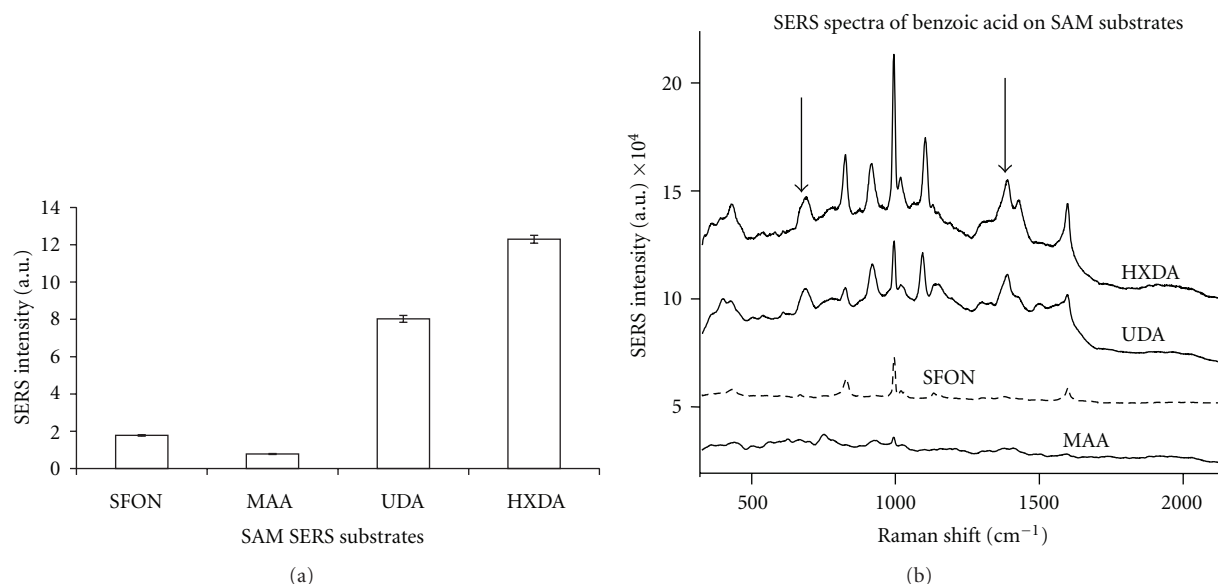 14
12
10
8
6
4
2
0
SERS intensity (a.u.)
SFON MAA UDA HXDA
SAM SERS substrates
(a)
SERS spectra of benzoic acid on SAM substrates
20
15
10
5
SERS intensity (a.u.) ×10⁴
HXDA
UDA
SFON
MAA
500 1000 1500 2000
Raman shift (cm⁻¹)
(b)